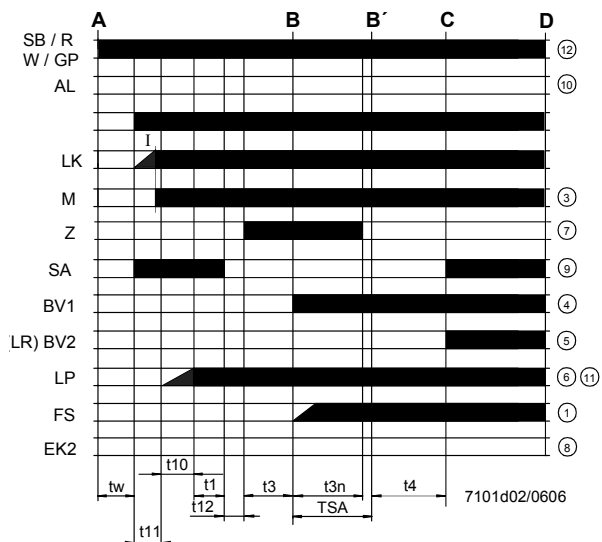 A B B´ C D
SB / R
W / GP 12
AL 10
I
LK
M 3
Z 7
SA 9
BV1 4
(LR) BV2 5
LP 6 11
FS 1
EK2 8
t10
tw t1 t3 t3n t4 7101d02/0606
t12 TSA
t11